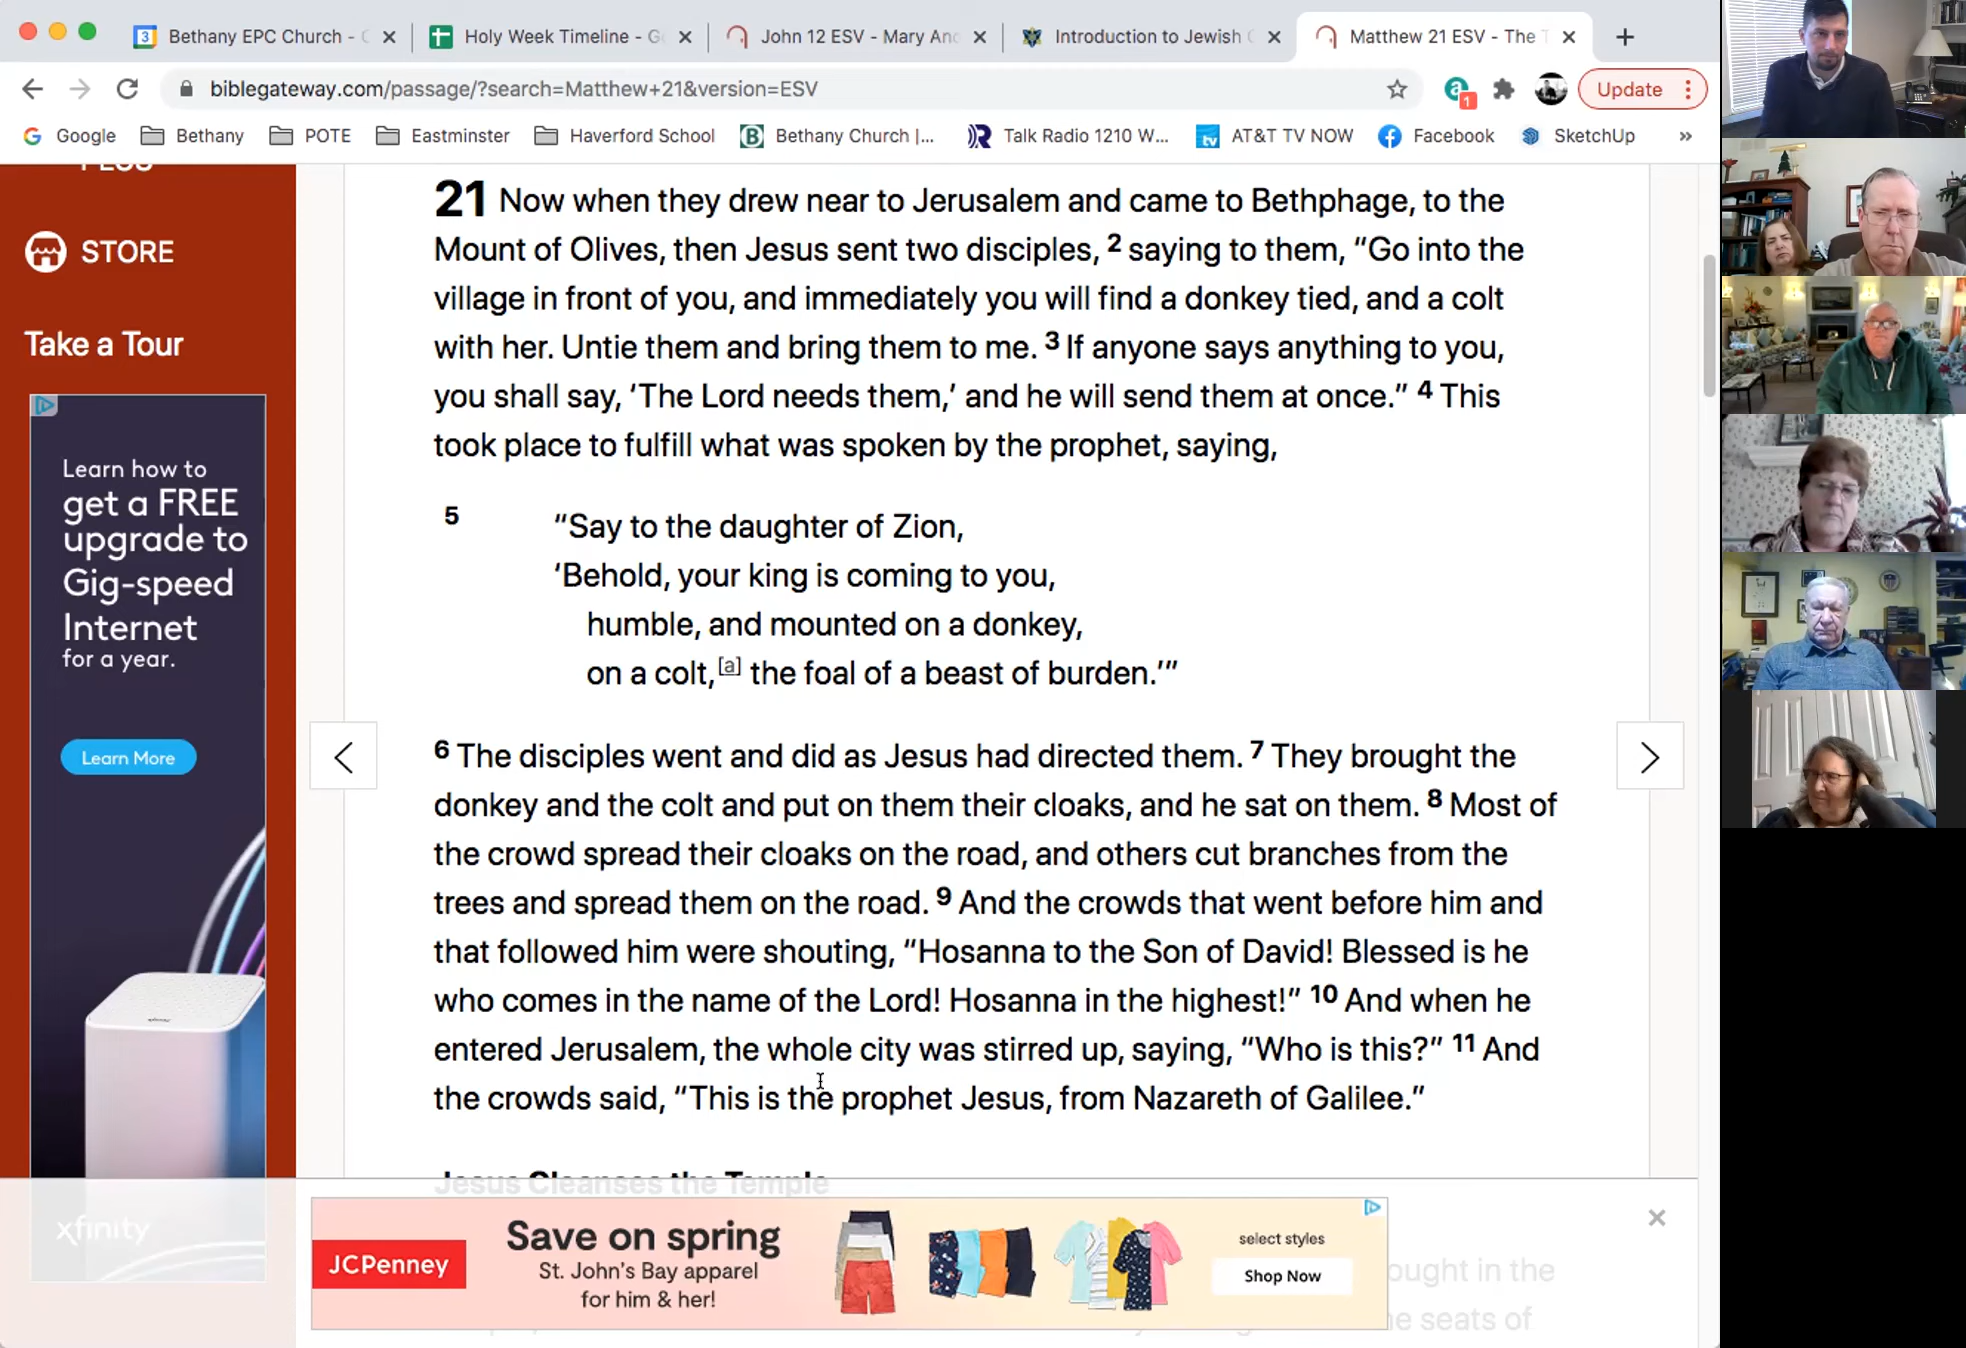 Bethany EPC Church -
Holy Week Timeline - G
John 12 ESV - Mary An
Introduction to Jewish
Matthew 21 ESV - The T
biblegateway.com/passage/?search=Matthew+21&version=ESV
Update
1
Google
Bethany
POTE
Eastminster
Haverford School
Bethany Church |...
Talk Radio 1210 W...
AT&T TV NOW
Facebook
SketchUp
»
PLUS
STORE
Take a Tour
Learn how to
get a FREE
upgrade to
Gig-speed
Internet
for a year.
Learn More
xfinity
21 Now when they drew near to Jerusalem and came to Bethphage, to the
Mount of Olives, then Jesus sent two disciples, 2 saying to them, “Go into the
village in front of you, and immediately you will find a donkey tied, and a colt
with her. Untie them and bring them to me. 3 If anyone says anything to you,
you shall say, ‘The Lord needs them,’ and he will send them at once.” 4 This
took place to fulfill what was spoken by the prophet, saying,
5 “Say to the daughter of Zion,
‘Behold, your king is coming to you,
humble, and mounted on a donkey,
on a colt,[a] the foal of a beast of burden.’”
6 The disciples went and did as Jesus had directed them. 7 They brought the
donkey and the colt and put on them their cloaks, and he sat on them. 8 Most of
the crowd spread their cloaks on the road, and others cut branches from the
trees and spread them on the road. 9 And the crowds that went before him and
that followed him were shouting, “Hosanna to the Son of David! Blessed is he
who comes in the name of the Lord! Hosanna in the highest!” 10 And when he
entered Jerusalem, the whole city was stirred up, saying, “Who is this?” 11 And
the crowds said, “This is the prophet Jesus, from Nazareth of Galilee.”
Jesus Cleanses the Temple
JCPenney
Save on spring
St. John's Bay apparel
for him & her!
select styles
Shop Now
ought in the
e seats of